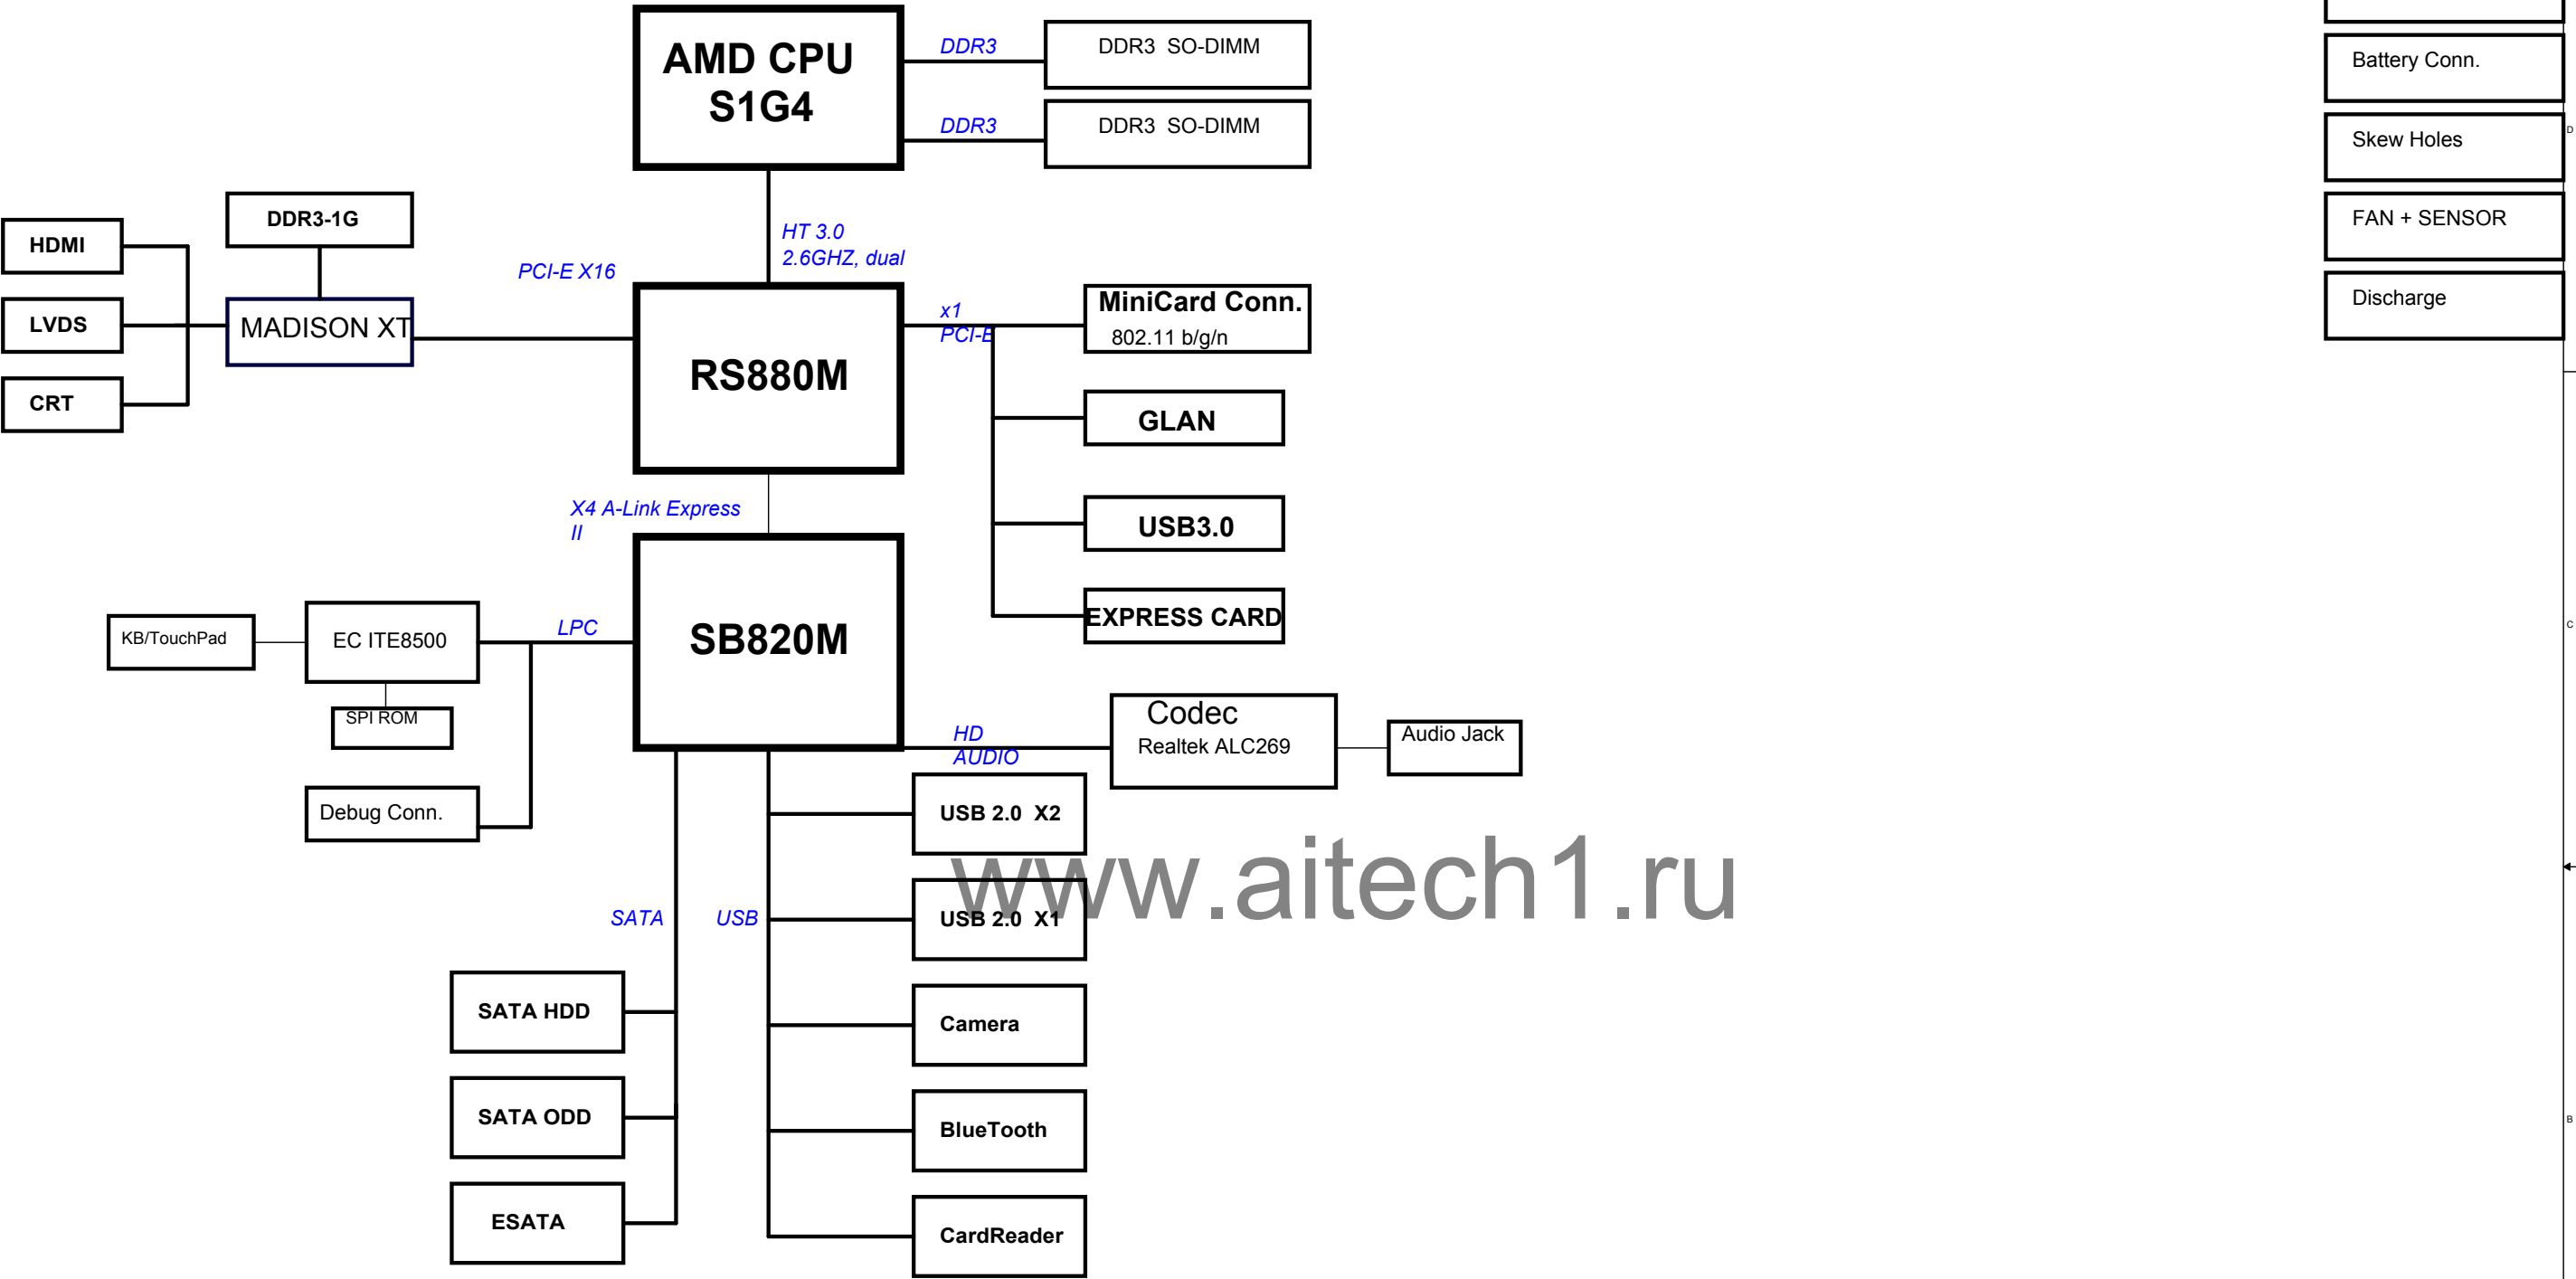 AMD CPU
S1G4
DDR3
DDR3 SO-DIMM
DDR3
DDR3 SO-DIMM
Battery Conn.
Skew Holes
FAN + SENSOR
Discharge
D
HDMI
LVDS
CRT
DDR3-1G
MADISON XT
PCI-E X16
HT 3.0
2.6GHZ, dual
RS880M
x1
PCI-E
MiniCard Conn.
802.11 b/g/n
GLAN
USB3.0
EXPRESS CARD
X4 A-Link Express
II
SB820M
C
KB/TouchPad
EC ITE8500
LPC
SPI ROM
Debug Conn.
HD
AUDIO
Codec
Realtek ALC269
Audio Jack
USB 2.0 X2
www.aitech1.ru
USB 2.0 X1
SATA
USB
SATA HDD
SATA ODD
ESATA
Camera
BlueTooth
CardReader
B